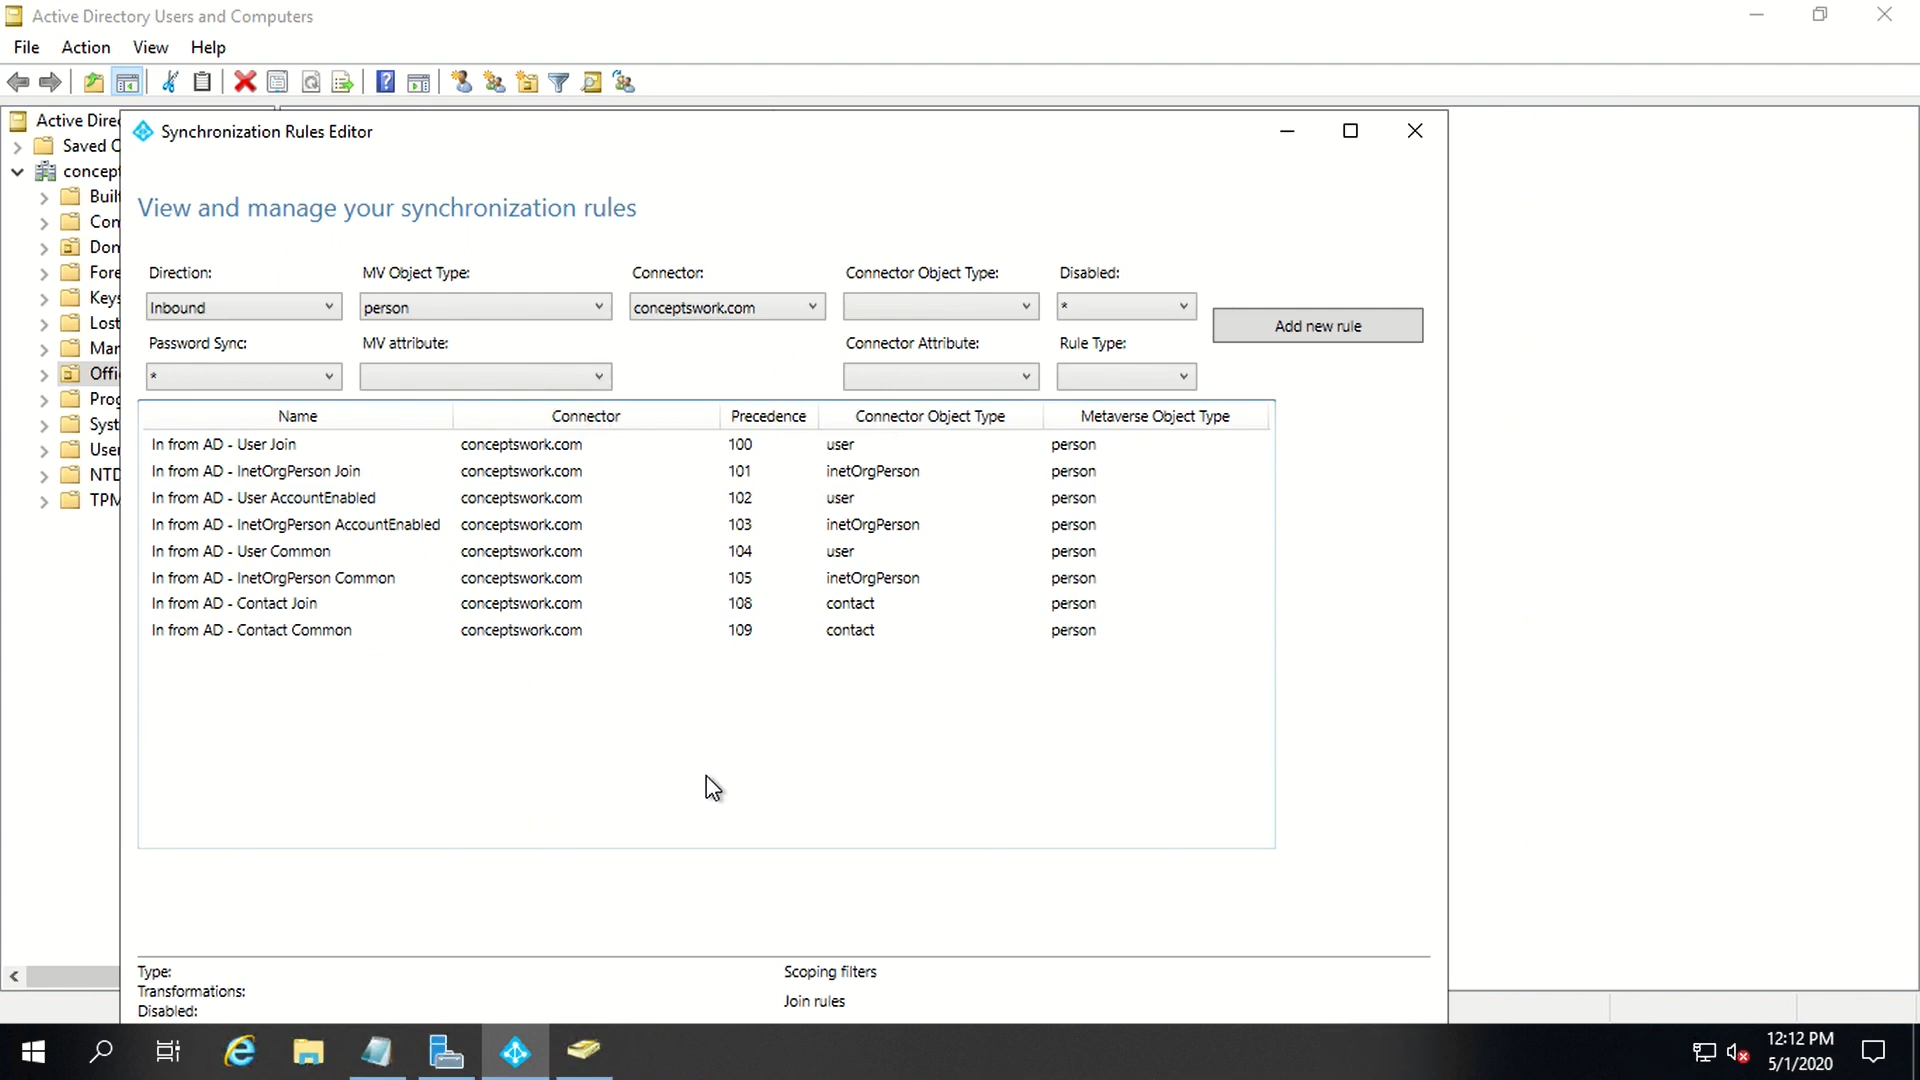 Active Directory Users and Computers
File Action View Help
Active Dire
Saved C
concept
Buil
Con
Don
Fore
Keys
Lost
Mar
Offi
Prog
Syst
User
NTD
TPM
Synchronization Rules Editor
View and manage your synchronization rules
Direction: MV Object Type: Connector: Connector Object Type: Disabled:
Inbound person conceptswork.com *
Add new rule
Password Sync: MV attribute: Connector Attribute: Rule Type:
*
Name Connector Precedence Connector Object Type Metaverse Object Type
In from AD - User Join conceptswork.com 100 user person
In from AD - InetOrgPerson Join conceptswork.com 101 inetOrgPerson person
In from AD - User AccountEnabled conceptswork.com 102 user person
In from AD - InetOrgPerson AccountEnabled conceptswork.com 103 inetOrgPerson person
In from AD - User Common conceptswork.com 104 user person
In from AD - InetOrgPerson Common conceptswork.com 105 inetOrgPerson person
In from AD - Contact Join conceptswork.com 108 contact person
In from AD - Contact Common conceptswork.com 109 contact person
Type: Scoping filters
Transformations:
Join rules
Disabled:
12:12 PM
5/1/2020